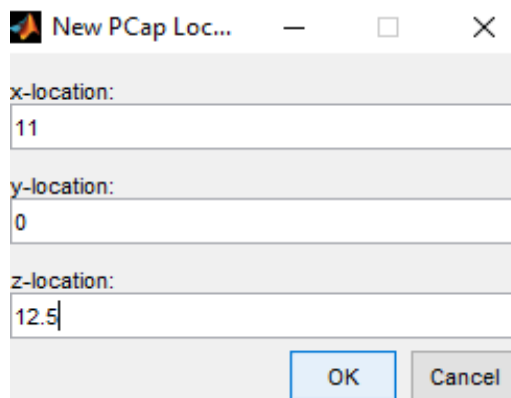 New PCap Loc...
x-location:
11
y-location:
0
z-location:
12.5
OK Cancel